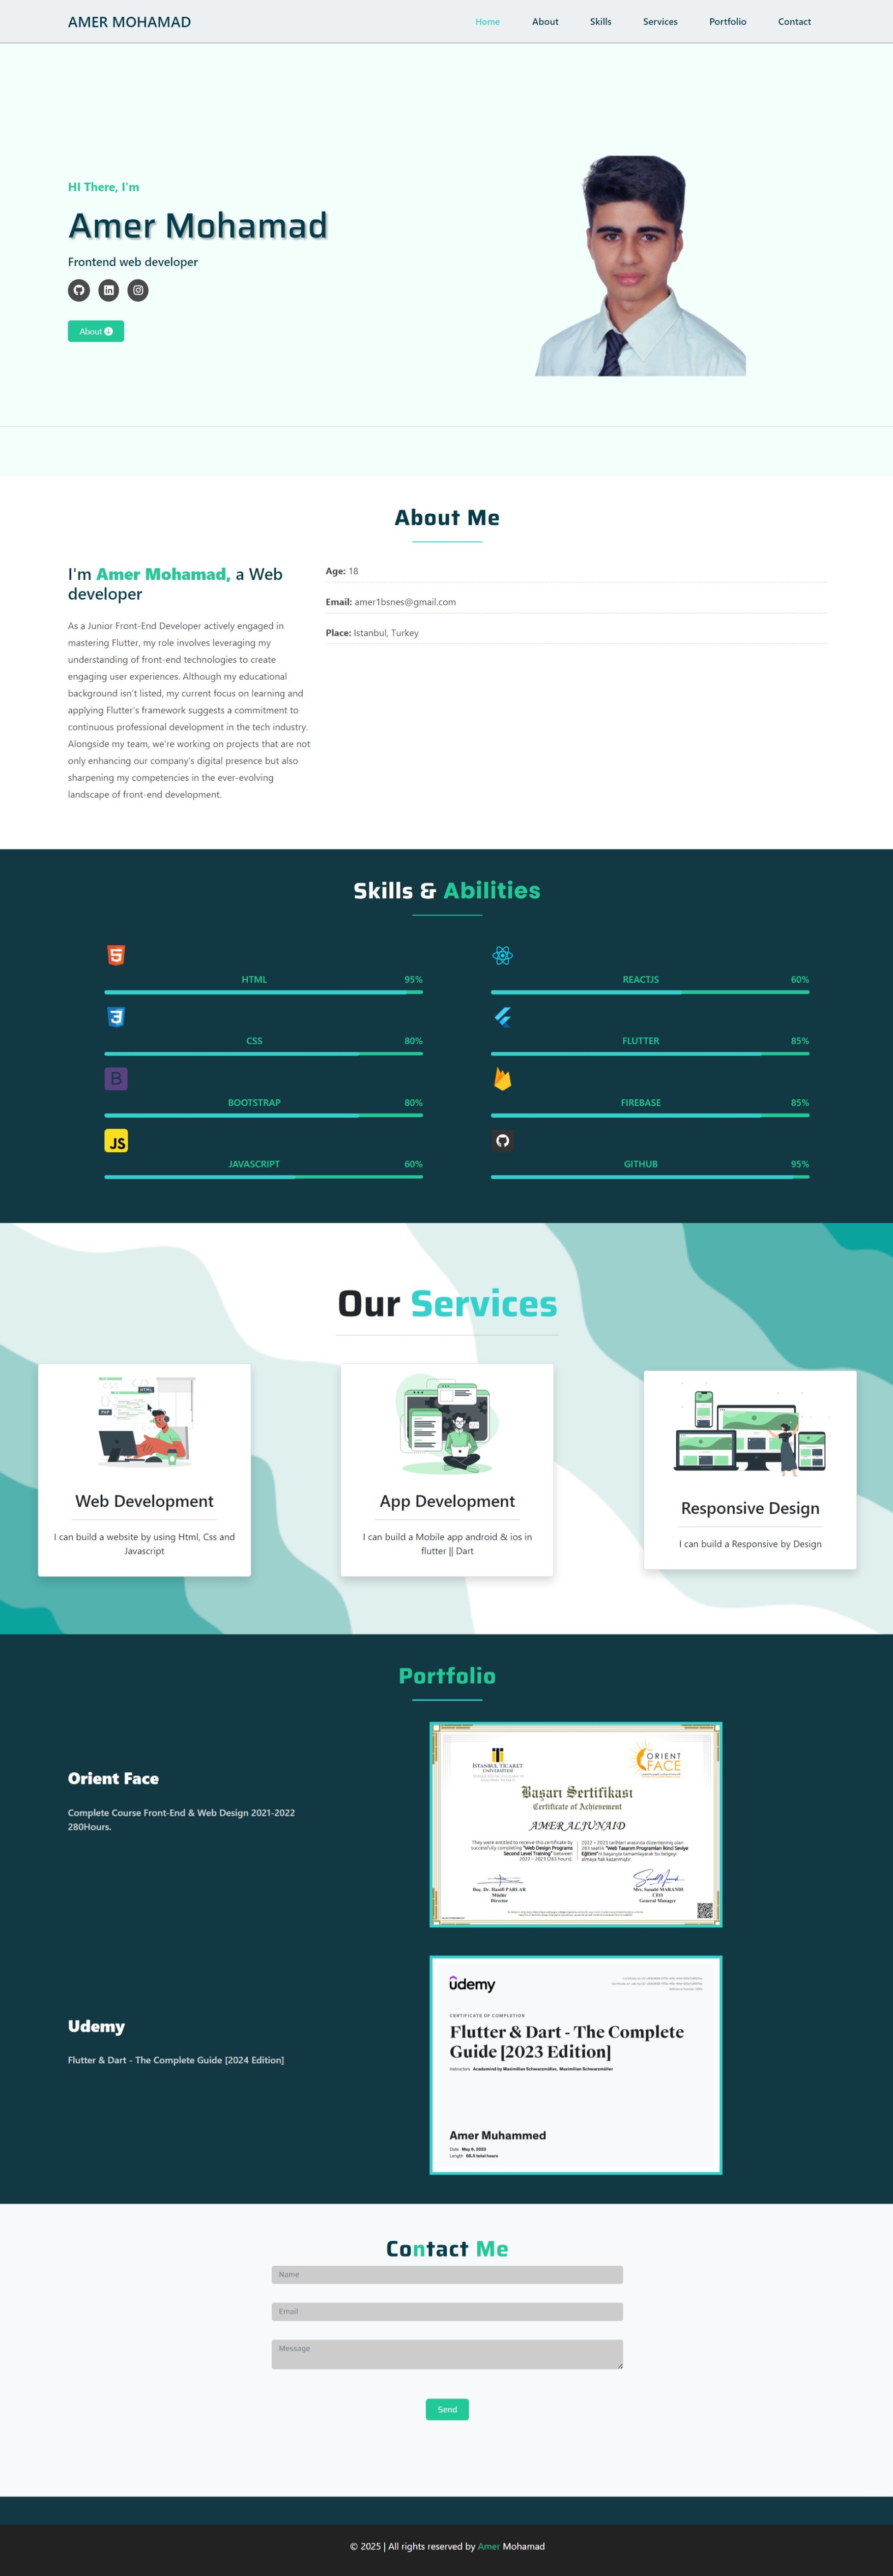 AMER MOHAMAD
Home About Skills Services Portfolio Contact
HI There, I'm
Amer Mohamad
Frontend web developer
About
About Me
I'm Amer Mohamad, a Web
developer
As a Junior Front-End Developer actively engaged in
mastering Flutter, my role involves leveraging my
understanding of front-end technologies to create
engaging user experiences. Although my educational
background isn't listed, my current focus on learning and
applying Flutter's framework suggests a commitment to
continuous professional development in the tech industry.
Alongside my team, we're working on projects that are not
only enhancing our company's digital presence but also
sharpening my competencies in the ever-evolving
landscape of front-end development.
Age: 18
Email: amer1bsnes@gmail.com
Place: Istanbul, Turkey
Skills & Abilities
HTML 95%
CSS 80%
BOOTSTRAP 80%
JS
JAVASCRIPT 60%
REACTJS 60%
FLUTTER 85%
FIREBASE 85%
GITHUB 95%
Our Services
HTML
PHP
Web Development
I can build a website by using Html, Css and
Javascript
App Development
I can build a Mobile app android & ios in
flutter || Dart
Responsive Design
I can build a Responsive by Design
Portfolio
Orient Face
Complete Course Front-End & Web Design 2021-2022
280Hours.
İSTANBUL TİCARET
ÜNİVERSİTESİ
ORIENT
FACE
Başarı Sertifikası
Certificate of Achievement
AMER ALJUNAID
They were entitled to receive this certificate by
successfully completing "Web Design Programs
Second Level Training" between
2022 – 2023 (283 hours).
2022 – 2023 tarihleri arasında düzenlenmiş olan
283 saatlik "Web Tasarım Programları İkinci Seviye
Eğitimi"ni başarıyla tamamlayarak bu belgeyi
almaya hak kazanmıştır.
Müdür
Director
CEO
General Manager
Udemy
Flutter & Dart - The Complete Guide [2024 Edition]
udemy
CERTIFICATE OF COMPLETION
Flutter & Dart - The Complete
Guide [2023 Edition]
Instructors Academind by Maximilian Schwarzmüller, Maximilian Schwarzmüller
Amer Muhammed
Date May 6, 2023
Length
total hours
Contact Me
Name
Email
Message
Send
© 2025 | All rights reserved by Amer Mohamad